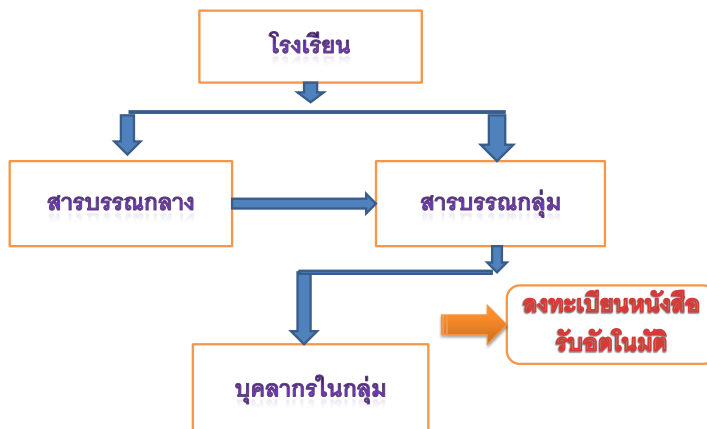 โรงเรียน
สารบรรณกลาง
สารบรรณกลุ่ม
ลงทะเบียนหนังสือ
รับอัตโนมัติ
บุคลากรในกลุ่ม